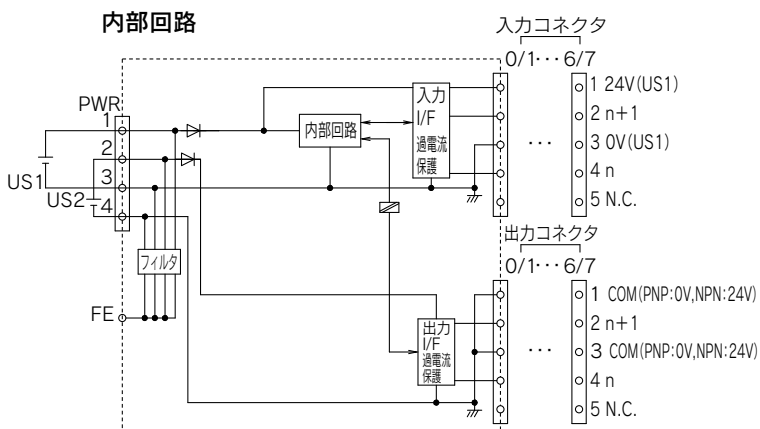 内部回路
入力コネクタ
0/1･･･6/7
PWR
1
2
3
4
US1
US2
内部回路
入力
I/F
過電流
保護
･･･
1 24V(US1)
2 n+1
3 0V(US1)
4 n
5 N.C.
フィルタ
FE
出力コネクタ
0/1･･･6/7
出力
I/F
過電流
保護
･･･
1 COM(PNP:0V,NPN:24V)
2 n+1
3 COM(PNP:0V,NPN:24V)
4 n
5 N.C.